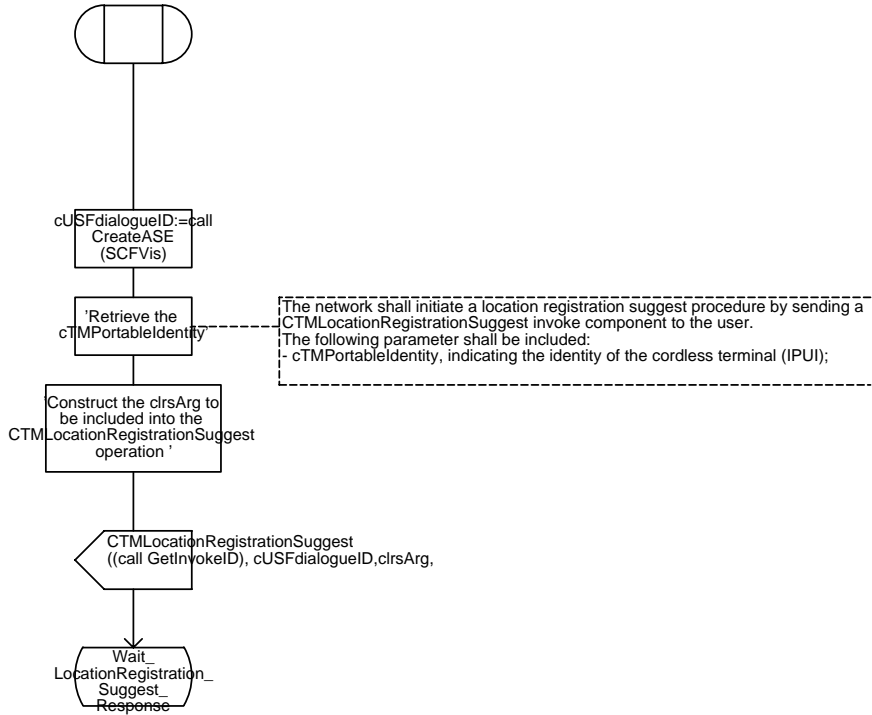 cUSFdialogueID:=call
CreateASE
(SCFVis)
'Retrieve the
cTMPortableIdentity'
The network shall initiate a location registration suggest procedure by sending a
CTMLocationRegistrationSuggest invoke component to the user.
The following parameter shall be included:
- cTMPortableIdentity, indicating the identity of the cordless terminal (IPUI);
'Construct the clrsArg to
be included into the
CTMLocationRegistrationSuggest
operation '
CTMLocationRegistrationSuggest
((call GetInvokeID), cUSFdialogueID,clrsArg,
Wait_
LocationRegistration_
Suggest_
Response